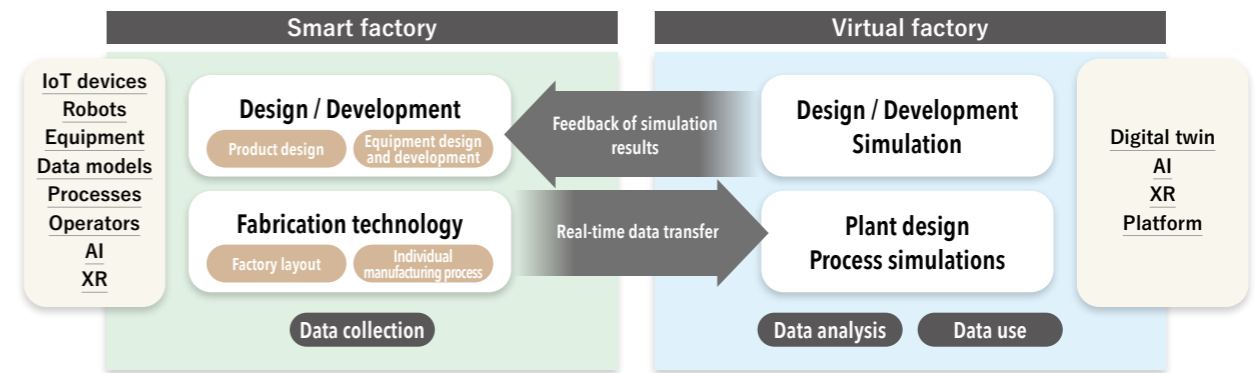 Smart factory
Virtual factory
IoT devices
Robots
Equipment
Data models
Processes
Operators
AI
XR
Design / Development
Product design
Equipment design
and development
Fabrication technology
Factory layout
Individual
manufacturing process
Data collection
Feedback of simulation
results
Real-time data transfer
Design / Development
Simulation
Plant design
Process simulations
Data analysis
Data use
Digital twin
AI
XR
Platform